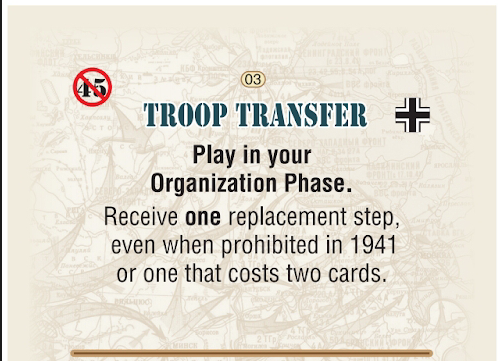 45
03
TROOP TRANSFER
Play in your
Organization Phase.
Receive one replacement step,
even when prohibited in 1941
or one that costs two cards.